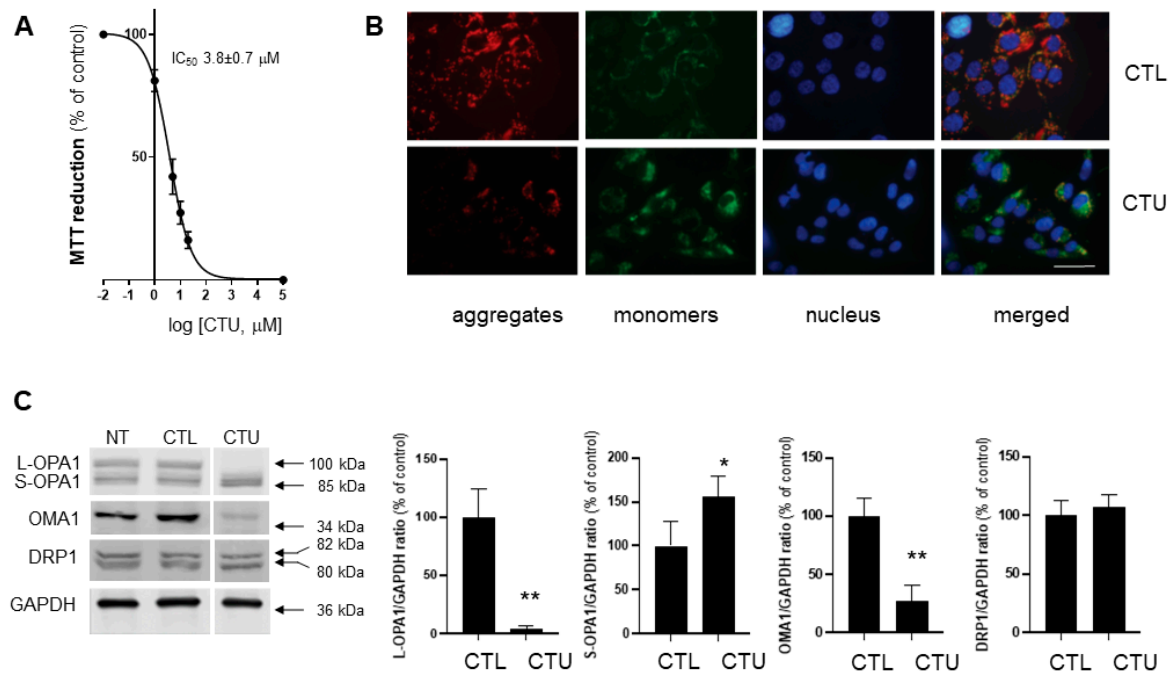 A
100
IC50 3.8±0.7 μM
50
MTT reduction (% of control)
-2 -1 0 1 2 3 4 5
log [CTU, μM]
B
CTL
CTU
aggregates monomers nucleus merged
C
NT CTL CTU
L-OPA1
S-OPA1
OMA1
DRP1
GAPDH
100 kDa
85 kDa
34 kDa
82 kDa
80 kDa
36 kDa
L-OPA1/GAPDH ratio (% of control)
150
100
50
0
**
CTL CTU
S-OPA1/GAPDH ratio (% of control)
200
150
100
50
0
*
CTL CTU
OMA1/GAPDH ratio (% of control)
150
100
50
0
**
CTL CTU
DRP1/GAPDH ratio (% of control)
150
100
50
0
CTL CTU